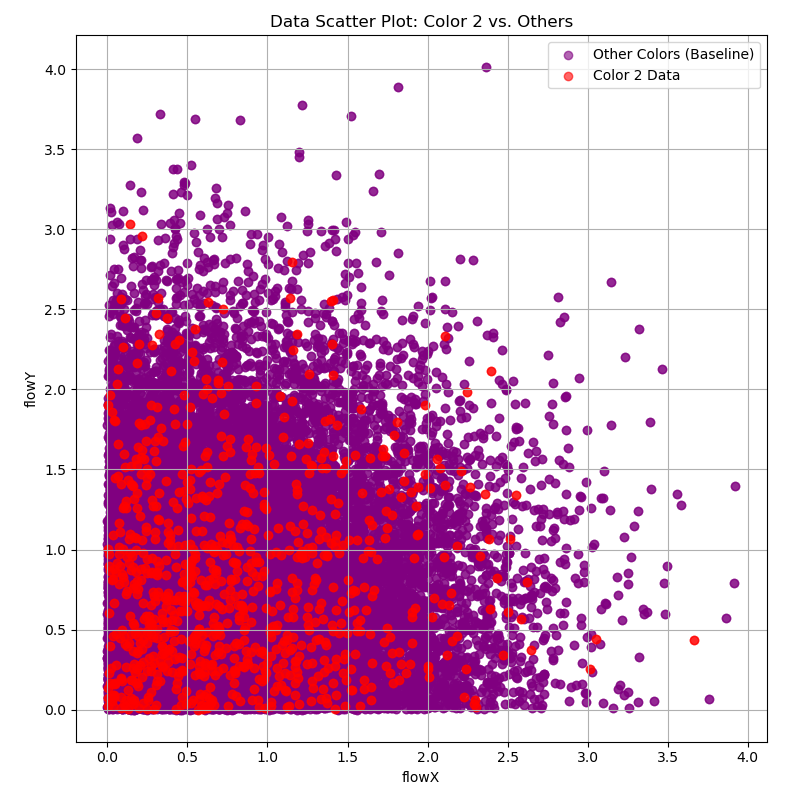 Data Scatter Plot: Color 2 vs. Others
Other Colors (Baseline)
Color 2 Data
4.0
3.5
3.0
2.5
2.0
1.5
1.0
0.5
0.0
flowY
0.0 0.5 1.0 1.5 2.0 2.5 3.0 3.5 4.0
flowX